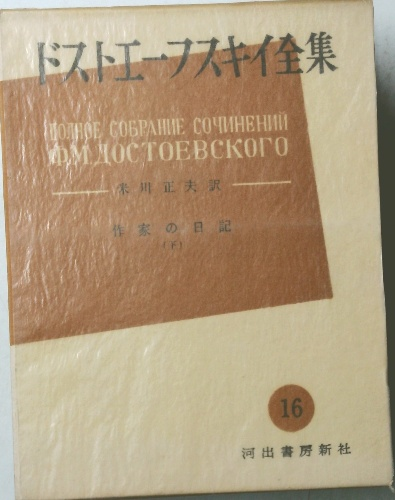 ドストエーフスキイ全集
ПОЛНОЕ СОБРАНИЕ СОЧИНЕНИИ
Ф.М.ДОСТОЕВСКОГО
米川正夫訳
作家の日記
(下)
16
河出書房新社